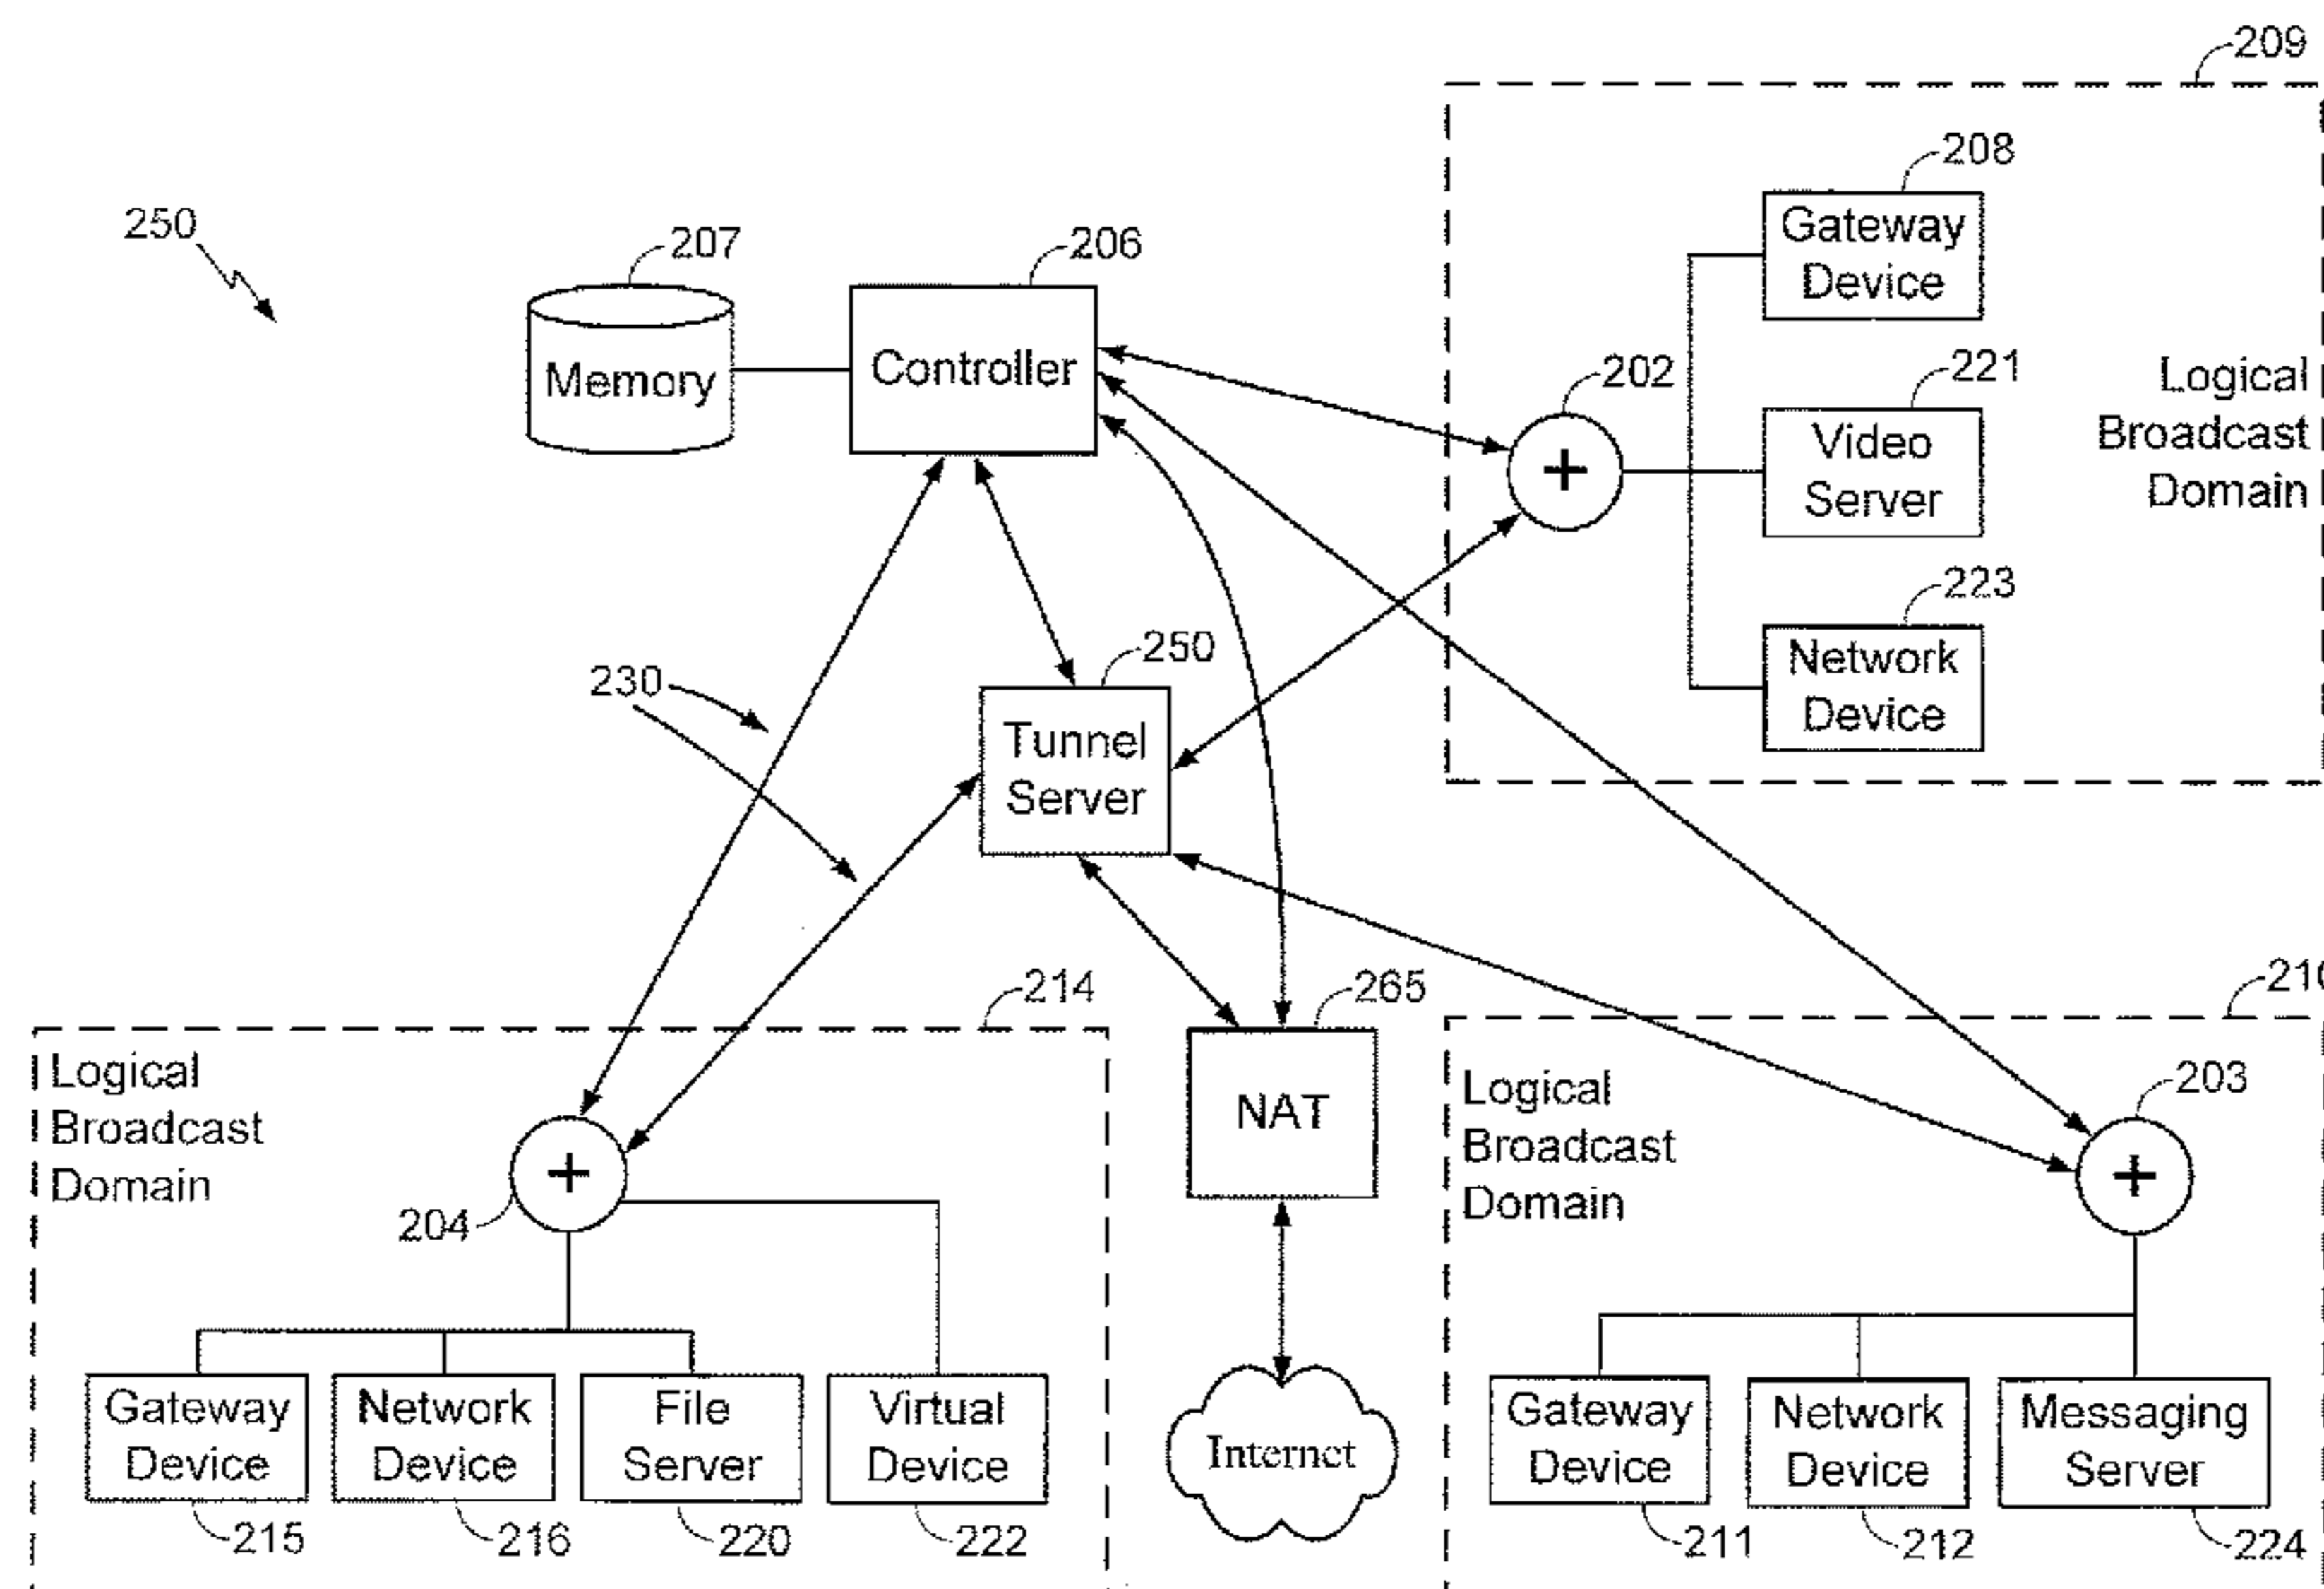 209
208
Gateway
Device
250
207
206
Memory
Controller
202
221
Video
Server
Logical
Broadcast
Domain
+
223
Network
Device
230
250
Tunnel
Server
214
265
Logical
Broadcast
Domain
NAT
Logical
Broadcast
Domain
203
+
204
+
Gateway
Device
Network
Device
File
Server
Virtual
Device
Internet
Gateway
Device
Network
Device
Messaging
Server
215
216
220
222
211
212
224